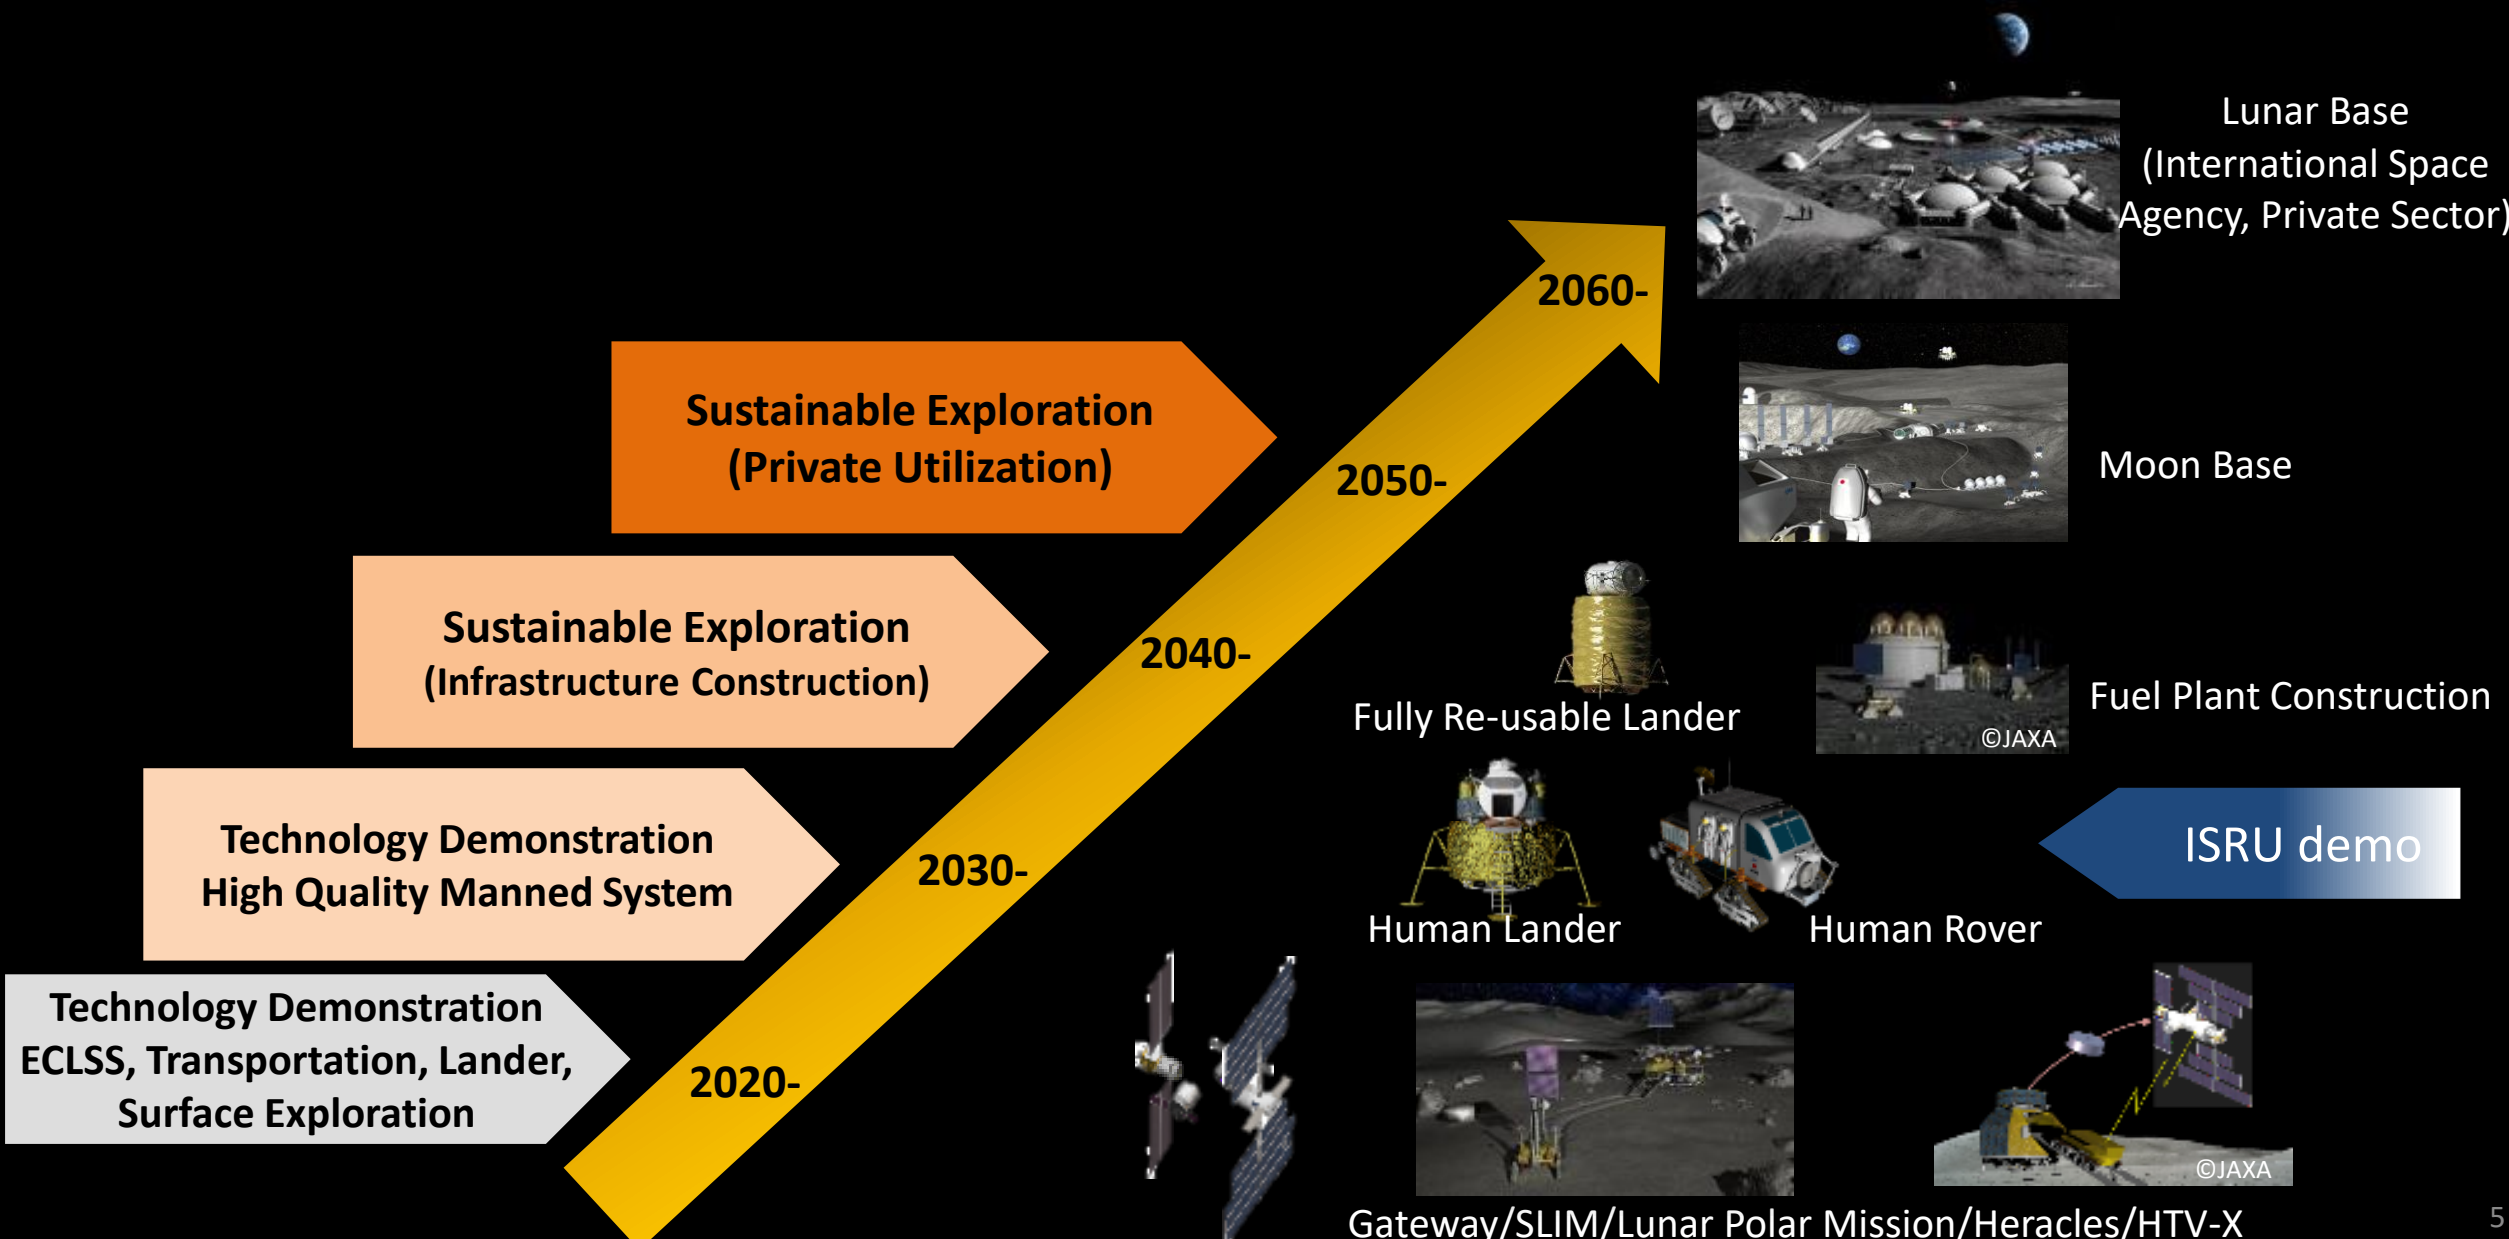 Lunar Base
(International Space
Agency, Private Sector)
2060-
Sustainable Exploration
(Private Utilization)
2050-
Moon Base
Sustainable Exploration
(Infrastructure Construction)
2040-
Fully Re-usable Lander
Fuel Plant Construction
©JAXA
Technology Demonstration
High Quality Manned System
2030-
Human Lander
Human Rover
ISRU demo
Technology Demonstration
ECLSS, Transportation, Lander,
Surface Exploration
2020-
©JAXA
Gateway/SLIM/Lunar Polar Mission/Heracles/HTV-X
5